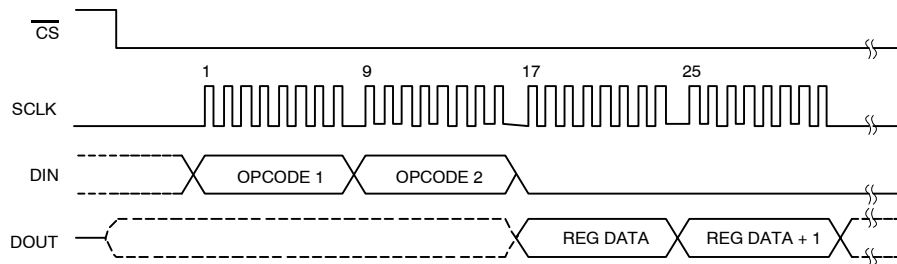 CS
1 9 17 25
SCLK
DIN OPCODE 1 OPCODE 2
DOUT REG DATA REG DATA + 1